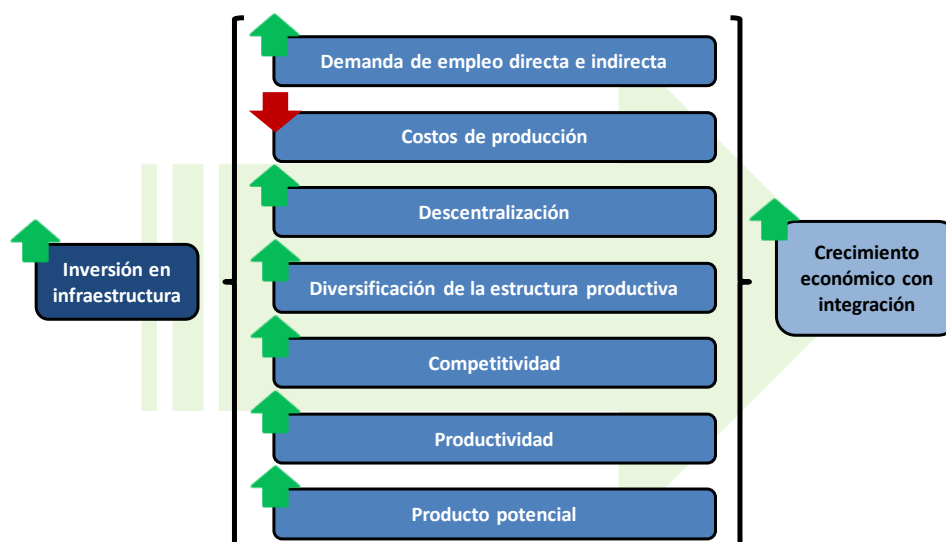 Inversión en
infraestructura
Demanda de empleo directa e indirecta
Costos de producción
Descentralización
Diversificación de la estructura productiva
Competitividad
Productividad
Producto potencial
Crecimiento
económico con
integración